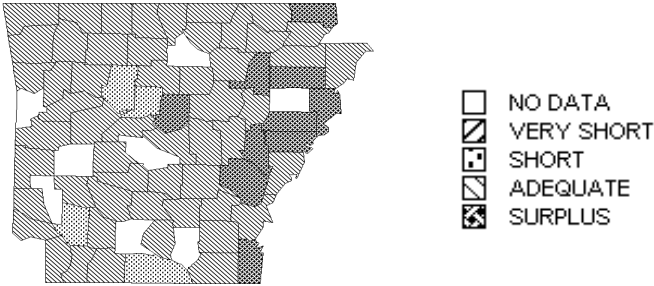 NO DATA
VERY SHORT
SHORT
ADEQUATE
SURPLUS